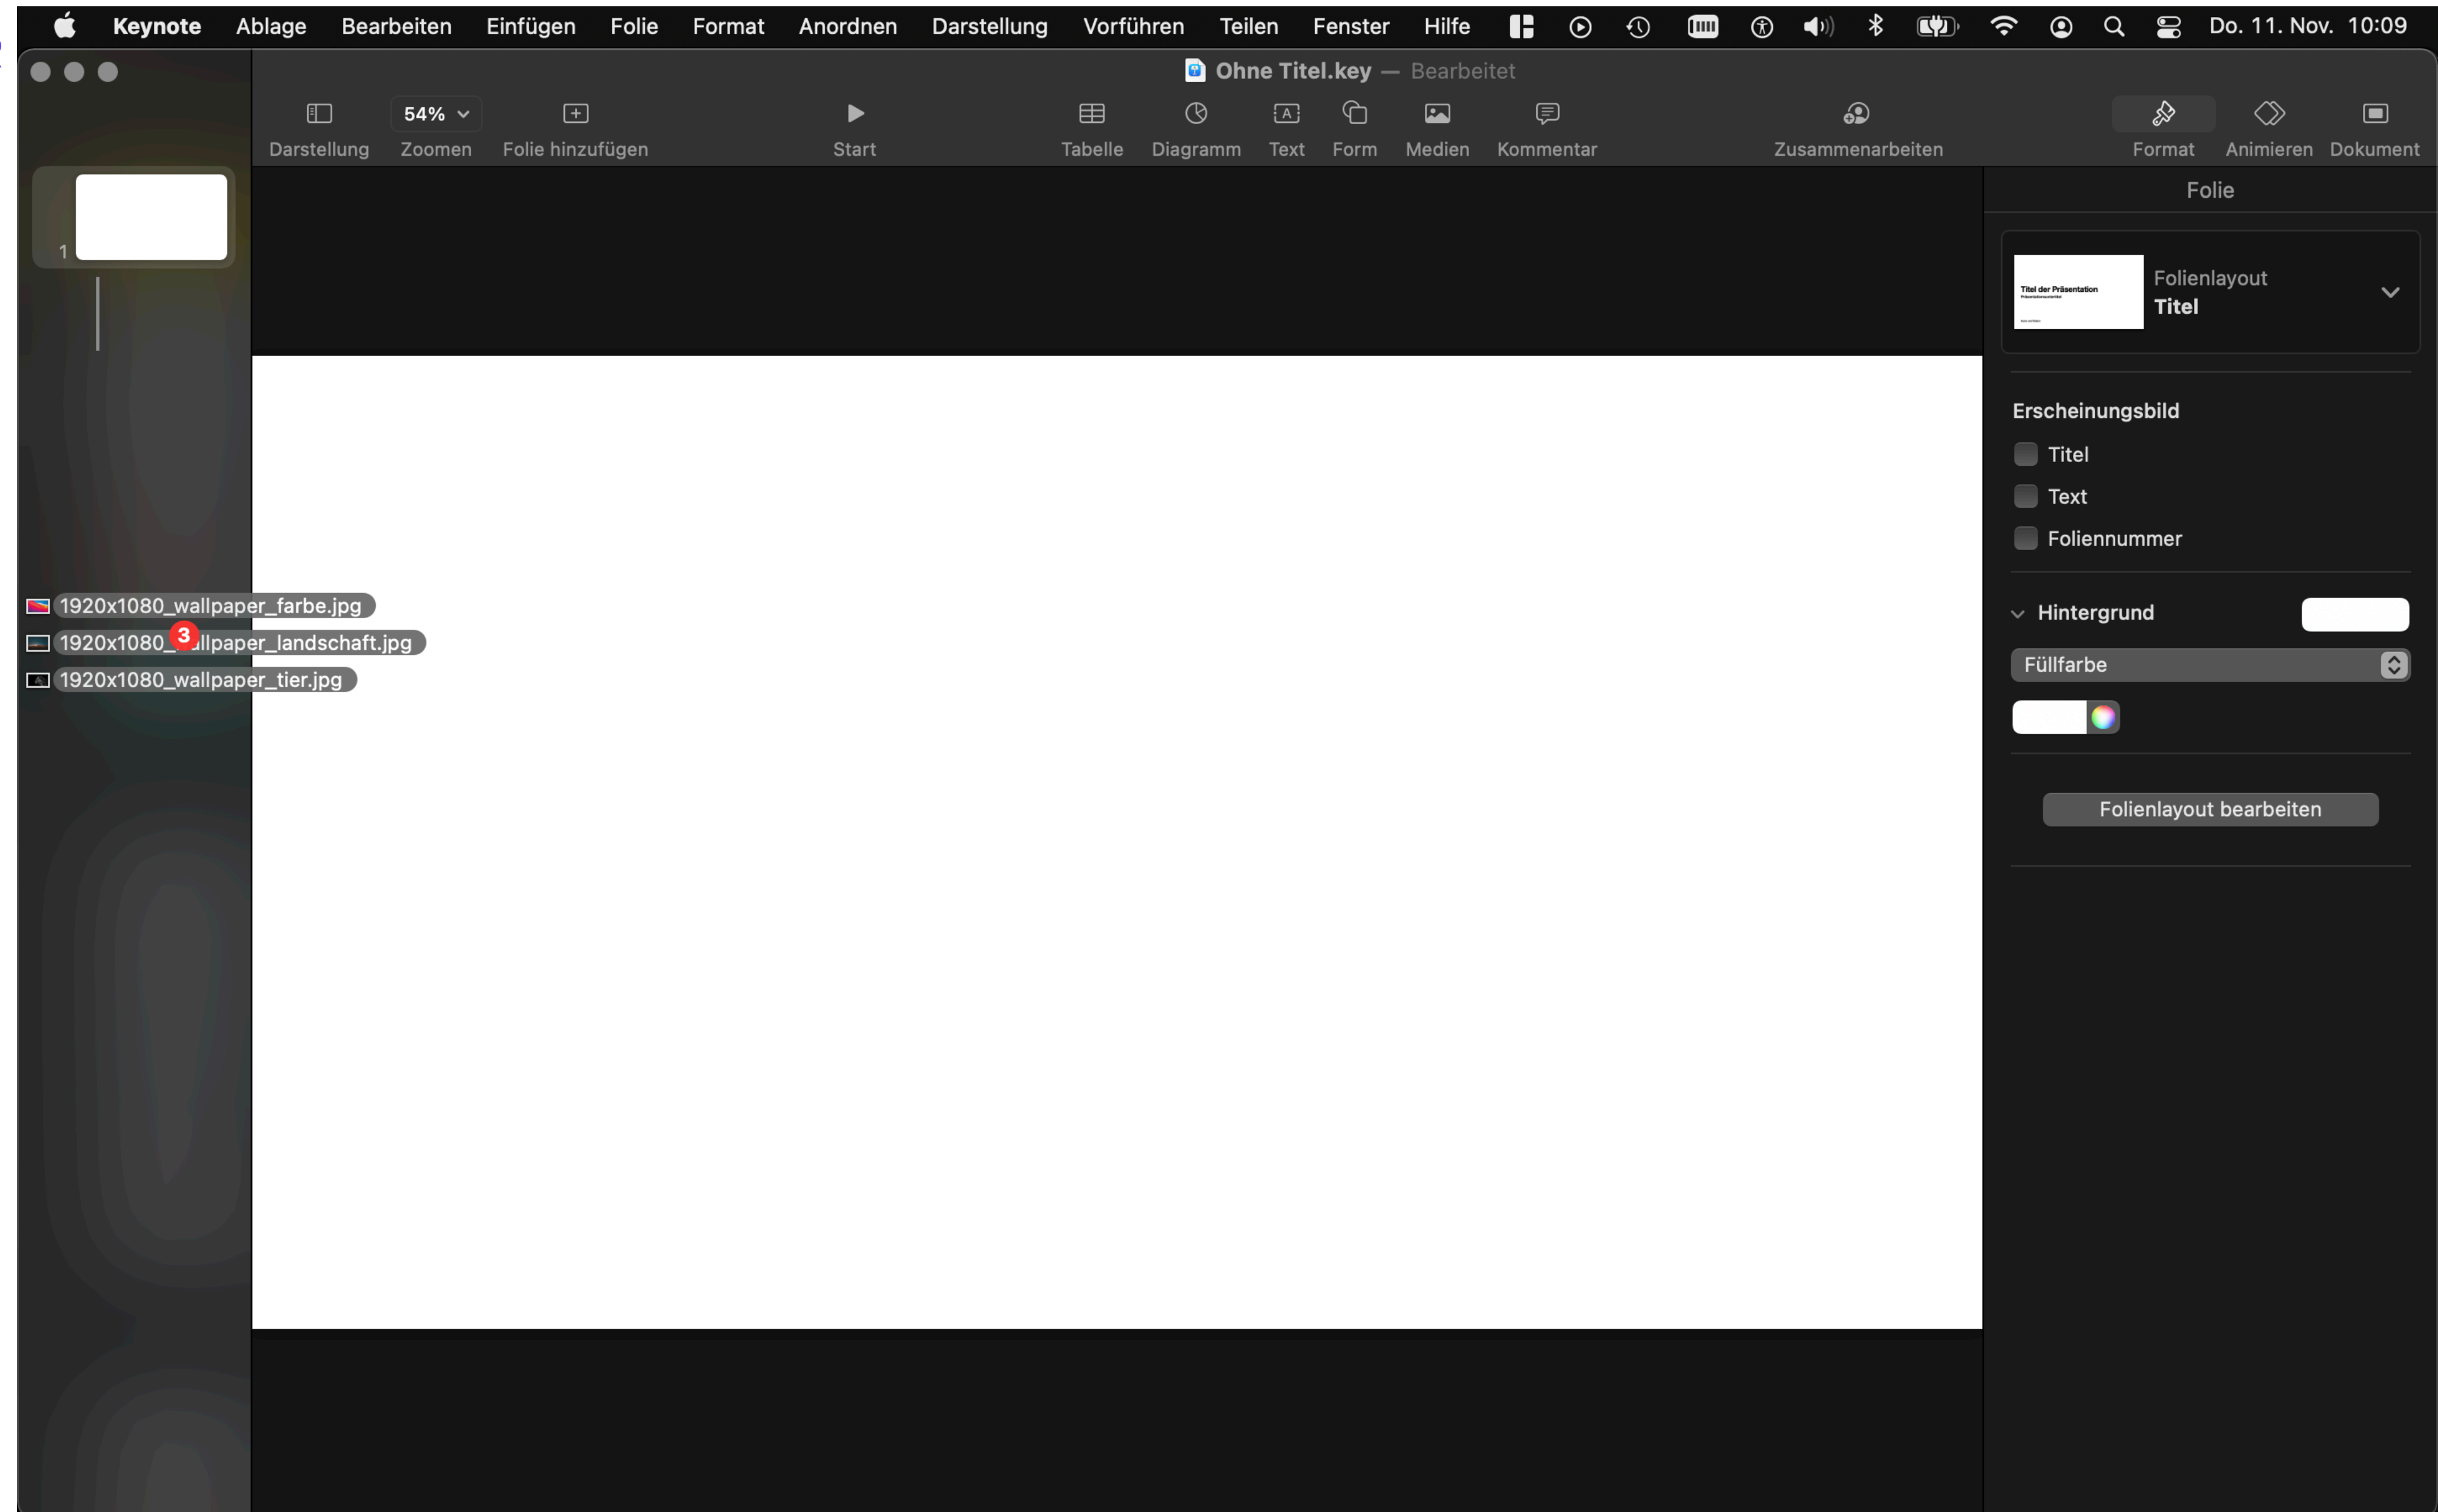 Keynote Ablage Bearbeiten Einfügen Folie Format Anordnen Darstellung Vorführen Teilen Fenster Hilfe Do. 11. Nov. 10:09
Ohne Titel.key — Bearbeitet
54%
Darstellung Zoomen Folie hinzufügen Start Tabelle Diagramm Text Form Medien Kommentar Zusammenarbeiten Format Animieren Dokument
1
Folie
Titel der Präsentation
Folienlayout
Titel
Erscheinungsbild
Titel
Text
Foliennummer
1920x1080_wallpaper_farbe.jpg
3
1920x1080_wallpaper_landschaft.jpg
1920x1080_wallpaper_tier.jpg
Hintergrund
Füllfarbe
Folienlayout bearbeiten